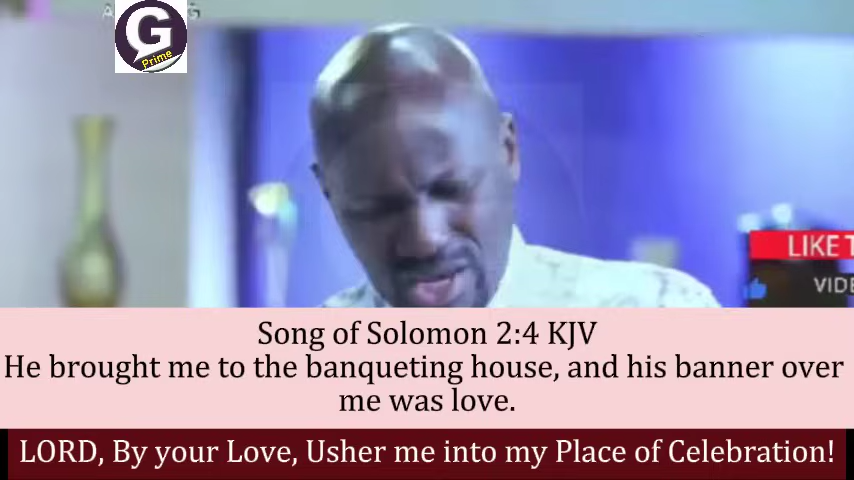 G
Prime
LIKE T
VIDE
Song of Solomon 2:4 KJV
He brought me to the banqueting house, and his banner over
me was love.
LORD, By your Love, Usher me into my Place of Celebration!